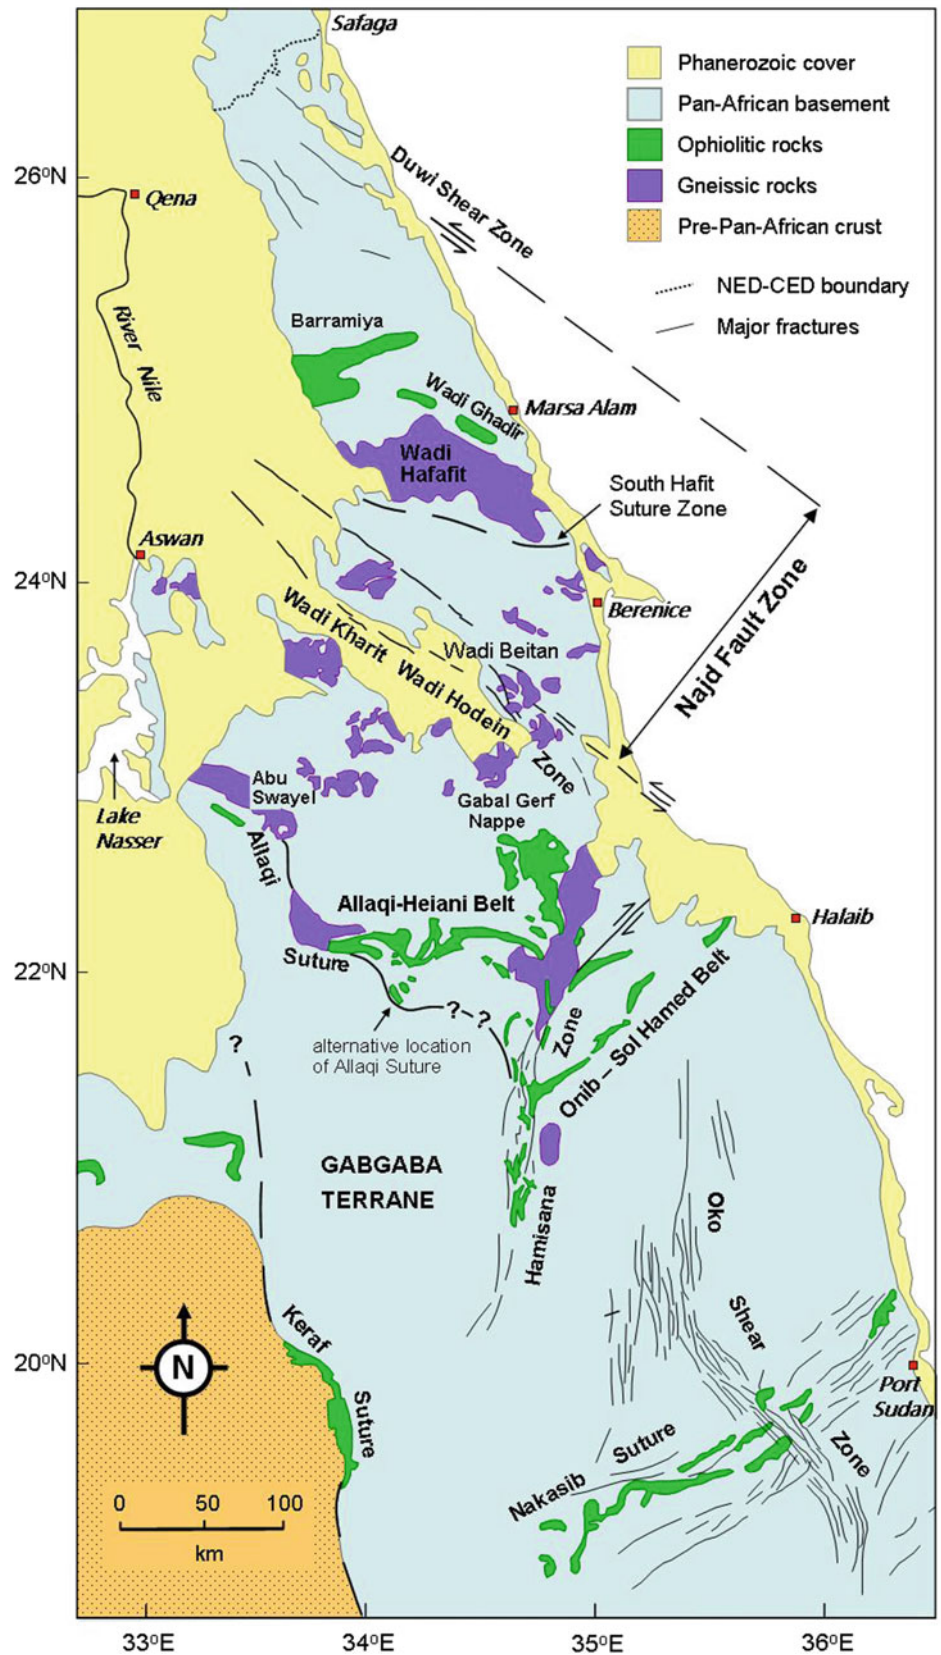 Safaga
Phanerozoic cover
Pan-African basement
Ophiolitic rocks
Gneissic rocks
Pre-Pan-African crust
NED-CED boundary
Major fractures
26°N
Qena
Duwi Shear Zone
River Nile
Barramiya
Wadi Ghadir
Marsa Alam
Wadi
Hafafit
South Hafit
Suture Zone
Aswan
24°N
Berenice
Najd Fault Zone
Wadi Kharit
Wadi Hodein
Wadi Beitan
Zone
Abu
Swayel
Gabal Gerf
Nappe
Lake
Nasser
Allaqi
Allaqi-Heiani Belt
Halaib
Suture
22°N
? - ?
?
alternative location
of Allaqi Suture
Zone
Onib – Sol Hamed Belt
GABGABA
TERRANE
Hamisana
Oko
Shear
Zone
Keraf
Suture
N
20°N
Port
Sudan
Nakasib
Suture
0 50 100
km
33°E 34°E 35°E 36°E